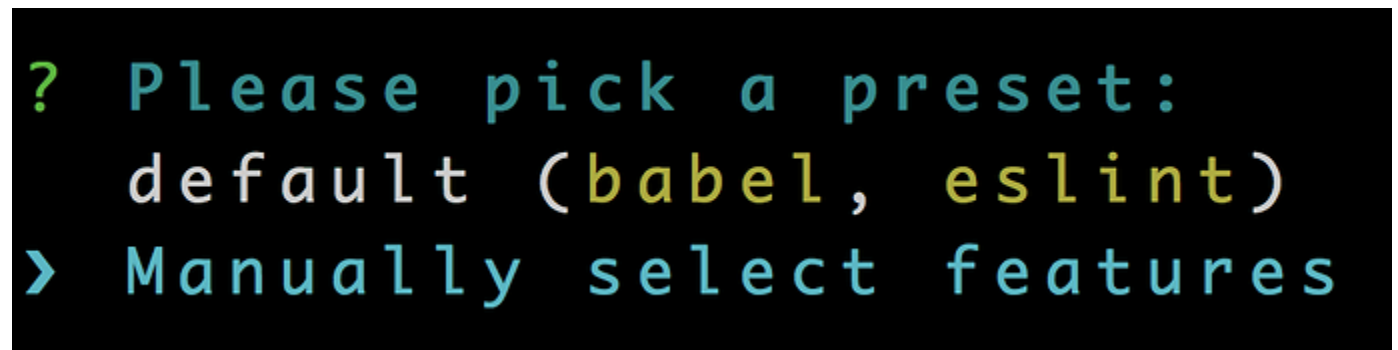 ? Please pick a preset:
default (babel, eslint)
❯ Manually select features